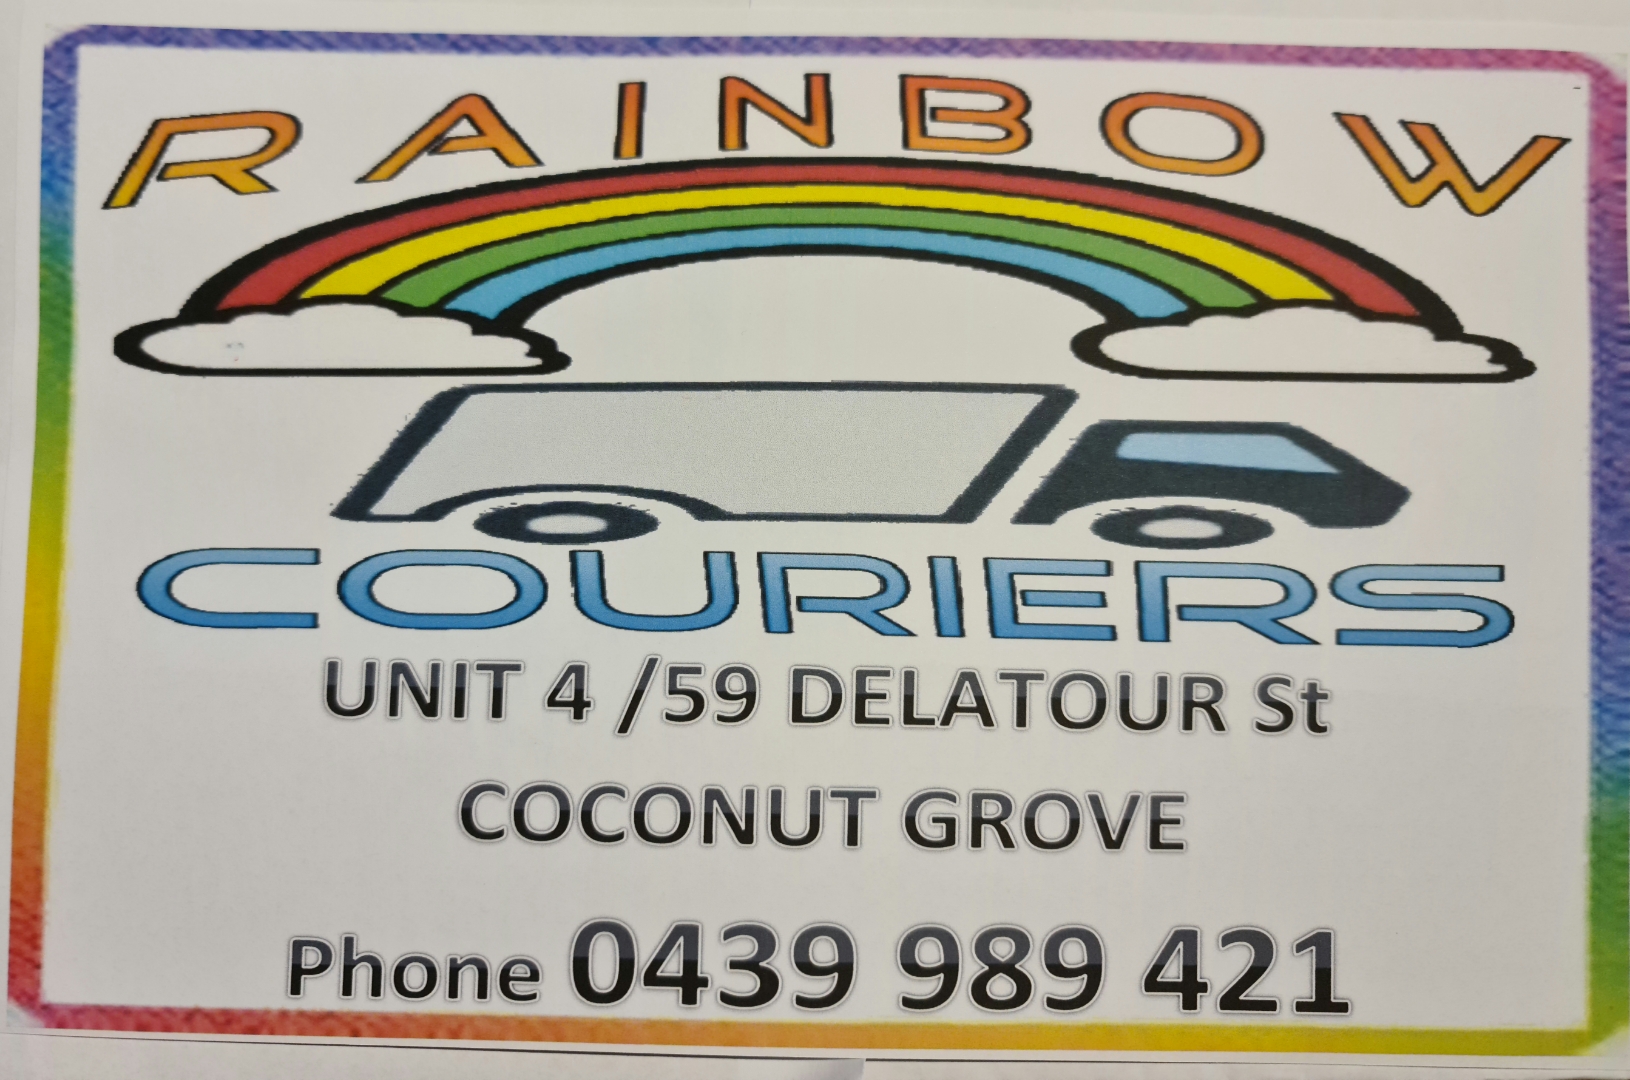 RAINBOW
COURIERS
UNIT 4 /59 DELATOUR St
COCONUT GROVE
Phone 0439 989 421